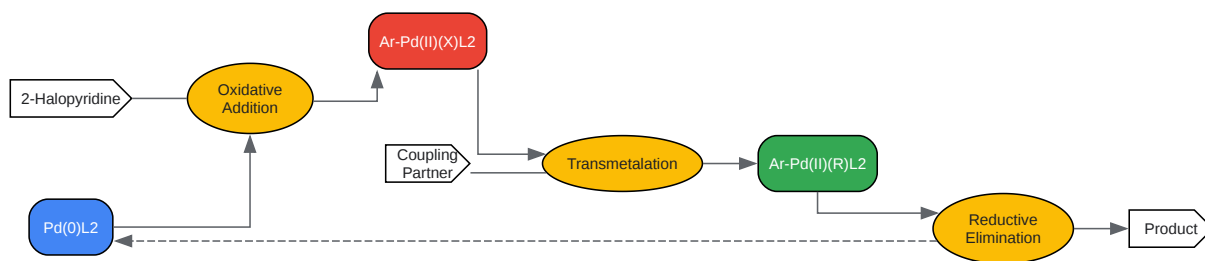 Ar-Pd(II)(X)L2
2-Halopyridine
Oxidative
Addition
Coupling
Partner
Transmetalation
Ar-Pd(II)(R)L2
Pd(0)L2
Reductive
Elimination
Product